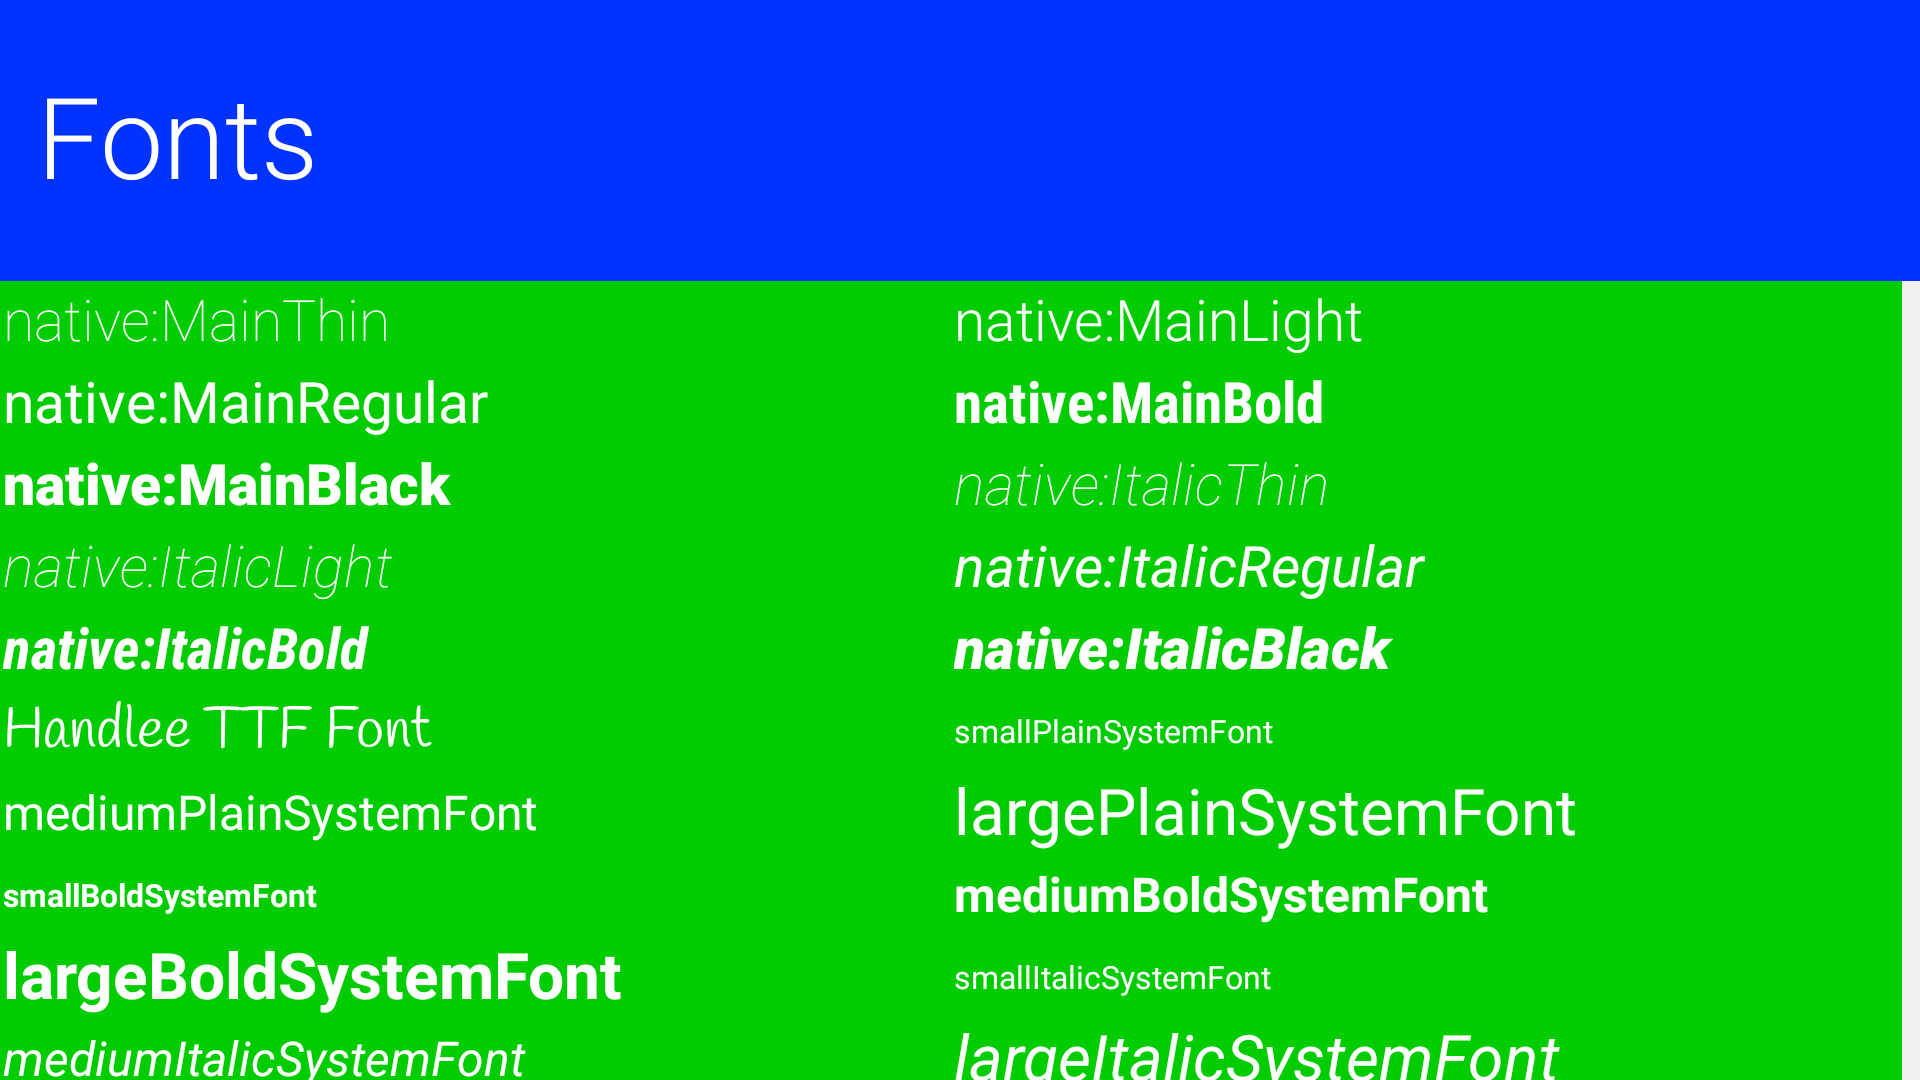 Fonts
native:MainThin native:MainLight
native:MainRegular native:MainBold
native:MainBlack native:ItalicThin
native:ItalicLight native:ItalicRegular
native:ItalicBold native:ItalicBlack
Handlee TTF Font smallPlainSystemFont
mediumPlainSystemFont largePlainSystemFont
smallBoldSystemFont mediumBoldSystemFont
largeBoldSystemFont smallItalicSystemFont
mediumItalicSystemFont largeItalicSystemFont